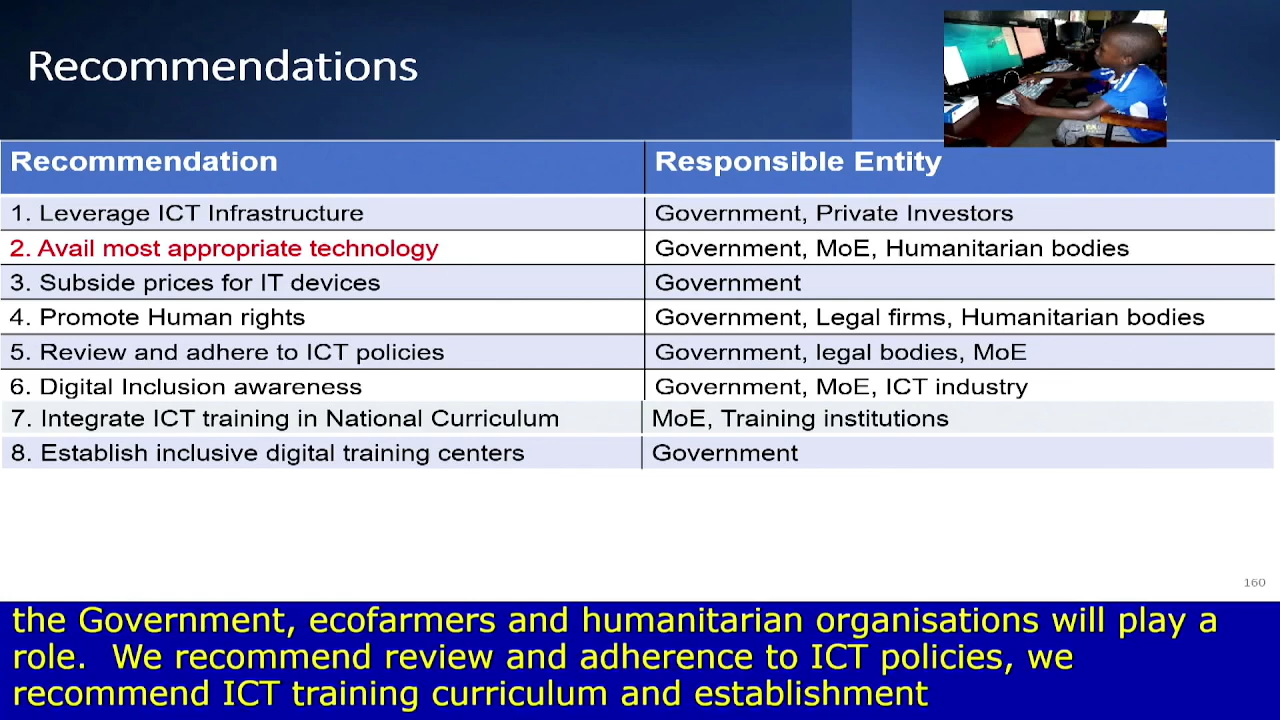 Recommendations
Recommendation Responsible Entity
1. Leverage ICT Infrastructure Government, Private Investors
2. Avail most appropriate technology Government, MoE, Humanitarian bodies
3. Subside prices for IT devices Government
4. Promote Human rights Government, Legal firms, Humanitarian bodies
5. Review and adhere to ICT policies Government, legal bodies, MoE
6. Digital Inclusion awareness Government, MoE, ICT industry
7. Integrate ICT training in National Curriculum MoE, Training institutions
8. Establish inclusive digital training centers Government
160
the Government, ecofarmers and humanitarian organisations will play a
role. We recommend review and adherence to ICT policies, we
recommend ICT training curriculum and establishment